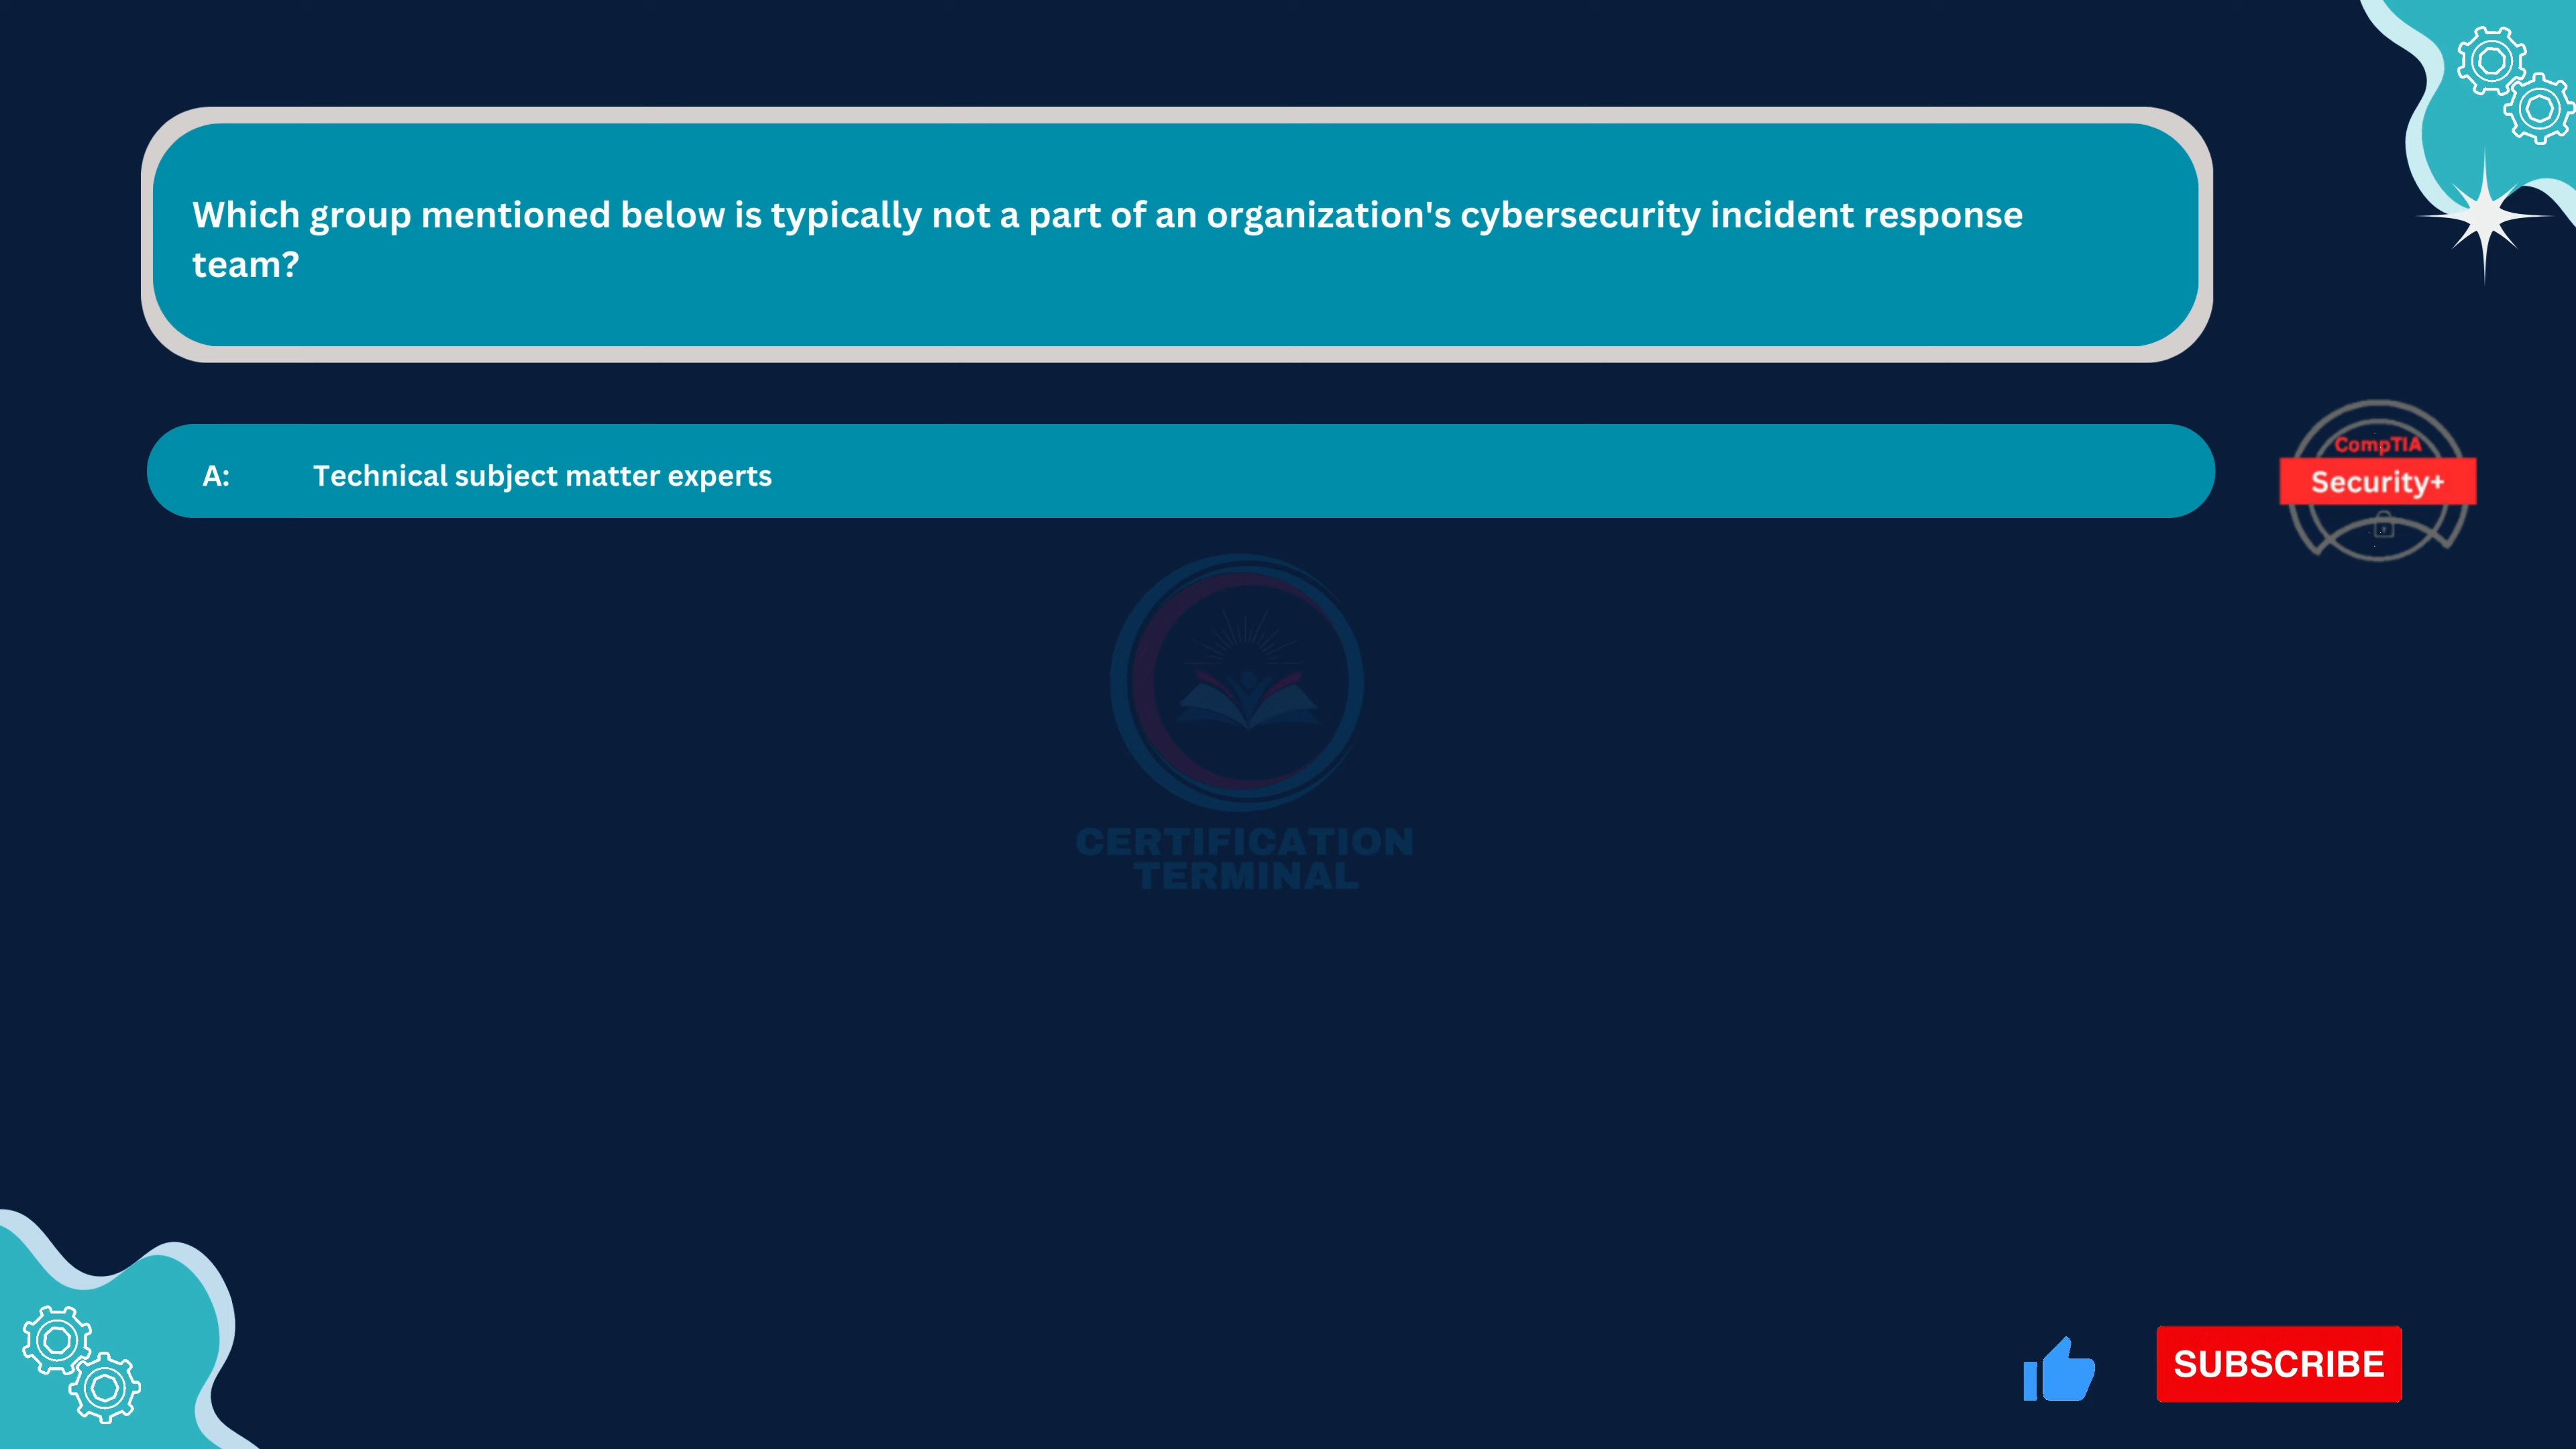 Which group mentioned below is typically not a part of an organization's cybersecurity incident response
team?
A: Technical subject matter experts
CompTIA
Security+
CERTIFICATION
TERMINAL
SUBSCRIBE